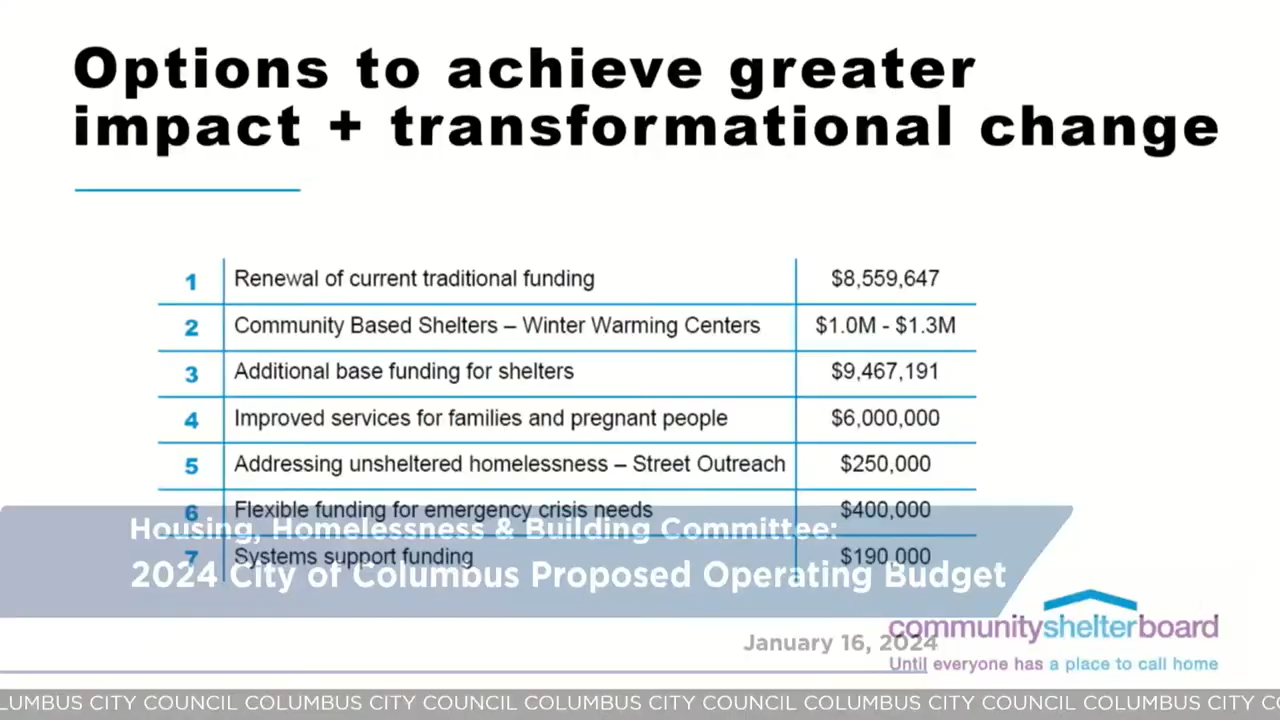 Options to achieve greater
impact + transformational change
1 Renewal of current traditional funding $8,559,647
2 Community Based Shelters – Winter Warming Centers $1.0M - $1.3M
3 Additional base funding for shelters $9,467,191
4 Improved services for families and pregnant people $6,000,000
5 Addressing unsheltered homelessness – Street Outreach $250,000
6 Flexible funding for emergency crisis needs $400,000
Housing, Homelessness & Building Committee:
7 Systems support funding $190,000
2024 City of Columbus Proposed Operating Budget
communityshelterboard
January 16, 2024
Until everyone has a place to call home
LUMBUS CITY COUNCIL COLUMBUS CITY COUNCIL COLUMBUS CITY COUNCIL COLUMBUS CITY COUNCIL COLUMBUS CITY CO